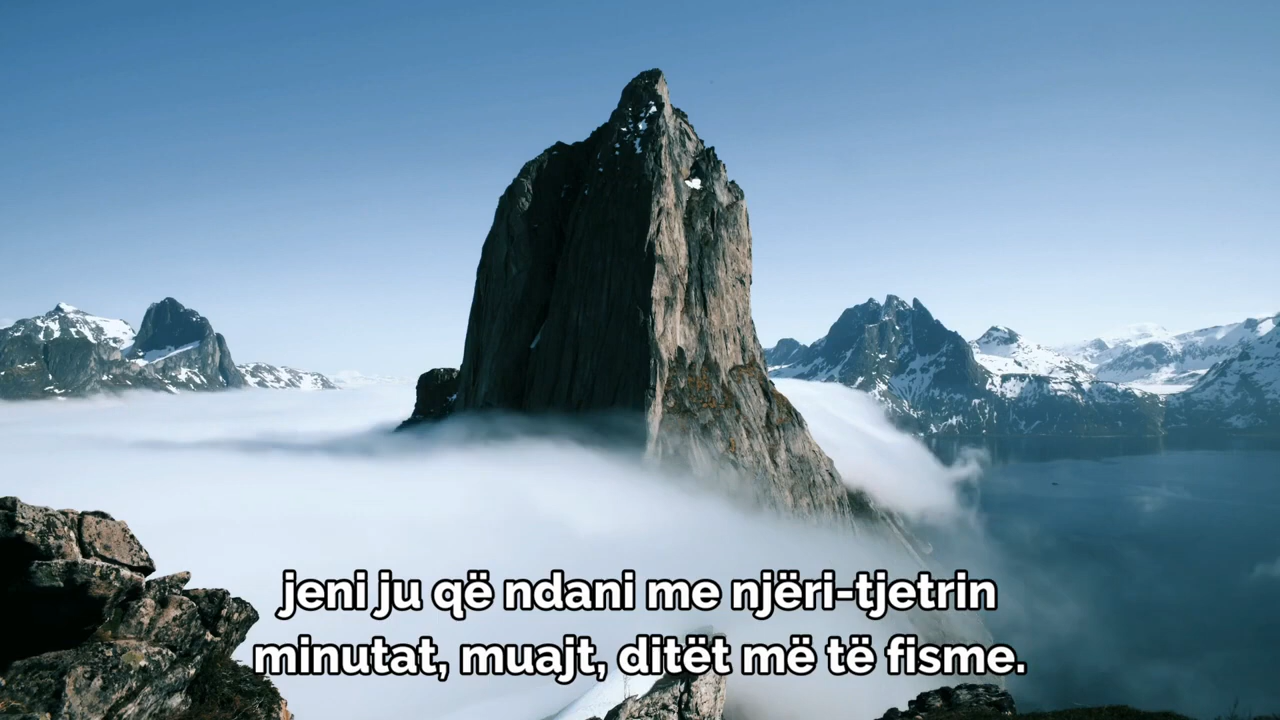 jeni ju që ndani me njëri-tjetrin
minutat, muajt, ditët më të fisme.